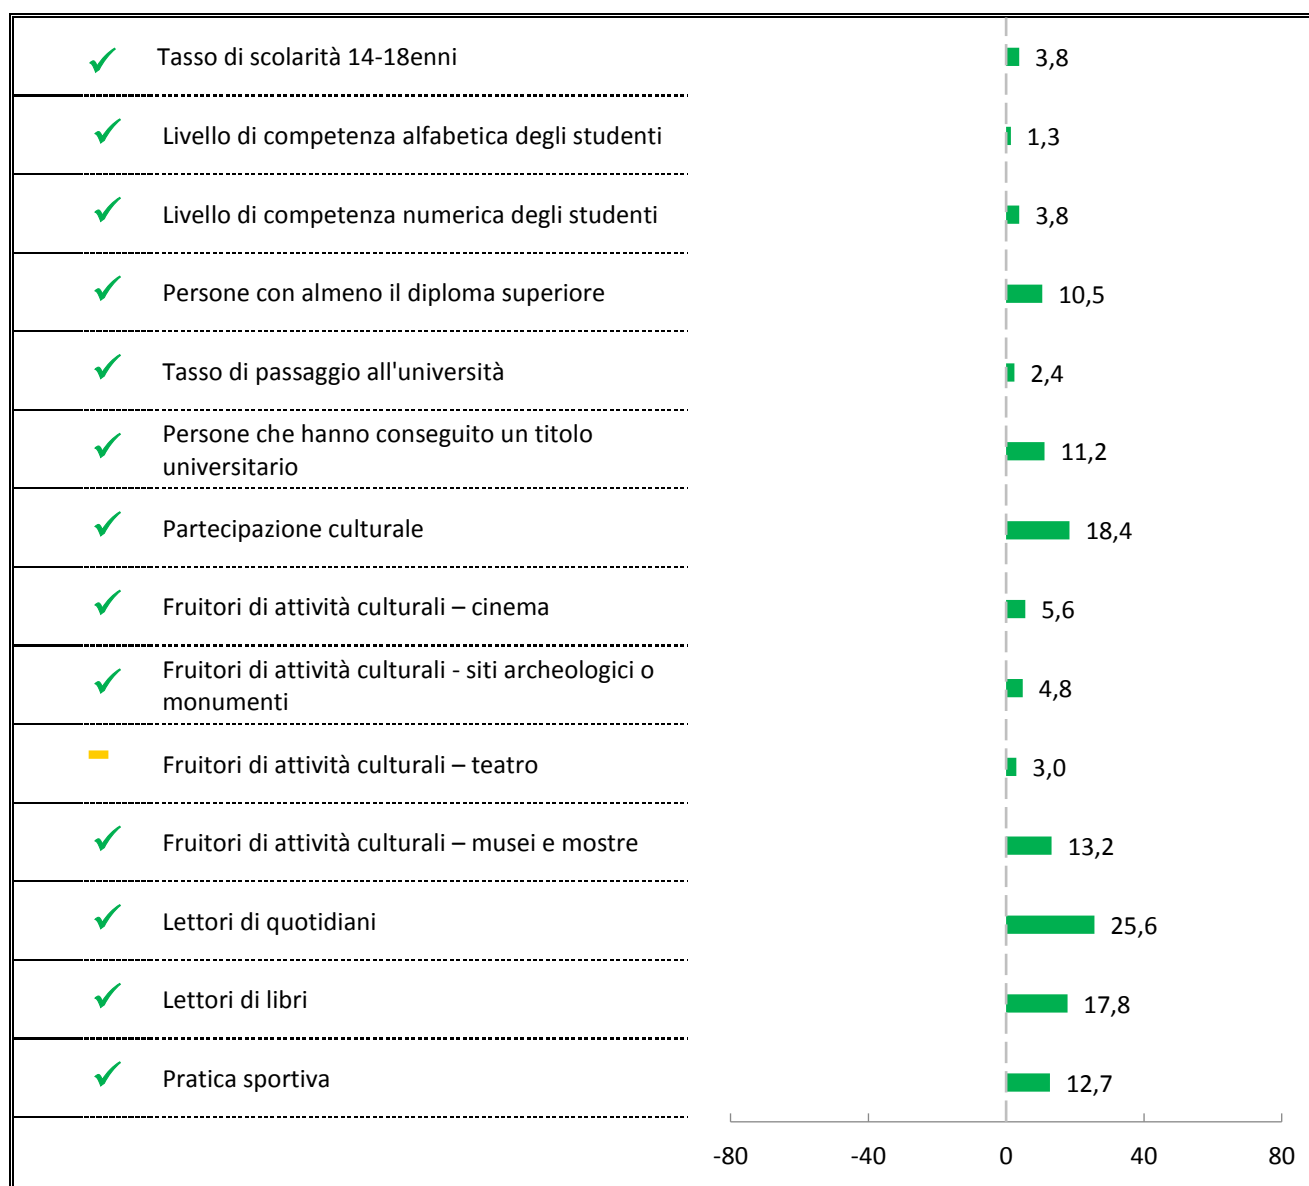 Tasso di scolarità 14-18enni 3,8
Livello di competenza alfabetica degli studenti 1,3
Livello di competenza numerica degli studenti 3,8
Persone con almeno il diploma superiore 10,5
Tasso di passaggio all'università 2,4
Persone che hanno conseguito un titolo
universitario 11,2
Partecipazione culturale 18,4
Fruitori di attività culturali – cinema 5,6
Fruitori di attività culturali - siti archeologici o
monumenti 4,8
Fruitori di attività culturali – teatro 3,0
Fruitori di attività culturali – musei e mostre 13,2
Lettori di quotidiani 25,6
Lettori di libri 17,8
Pratica sportiva 12,7
-80 -40 0 40 80